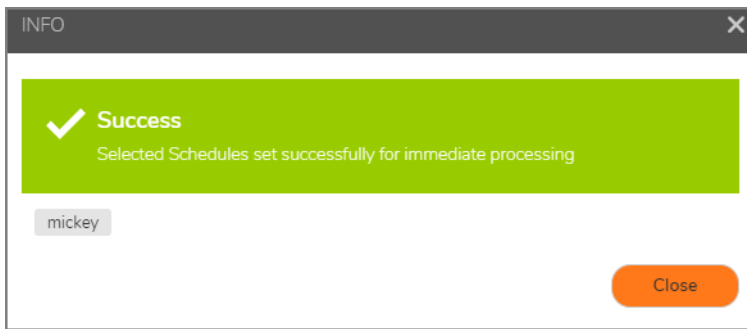 INFO
Success
Selected Schedules set successfully for immediate processing
mickey
Close